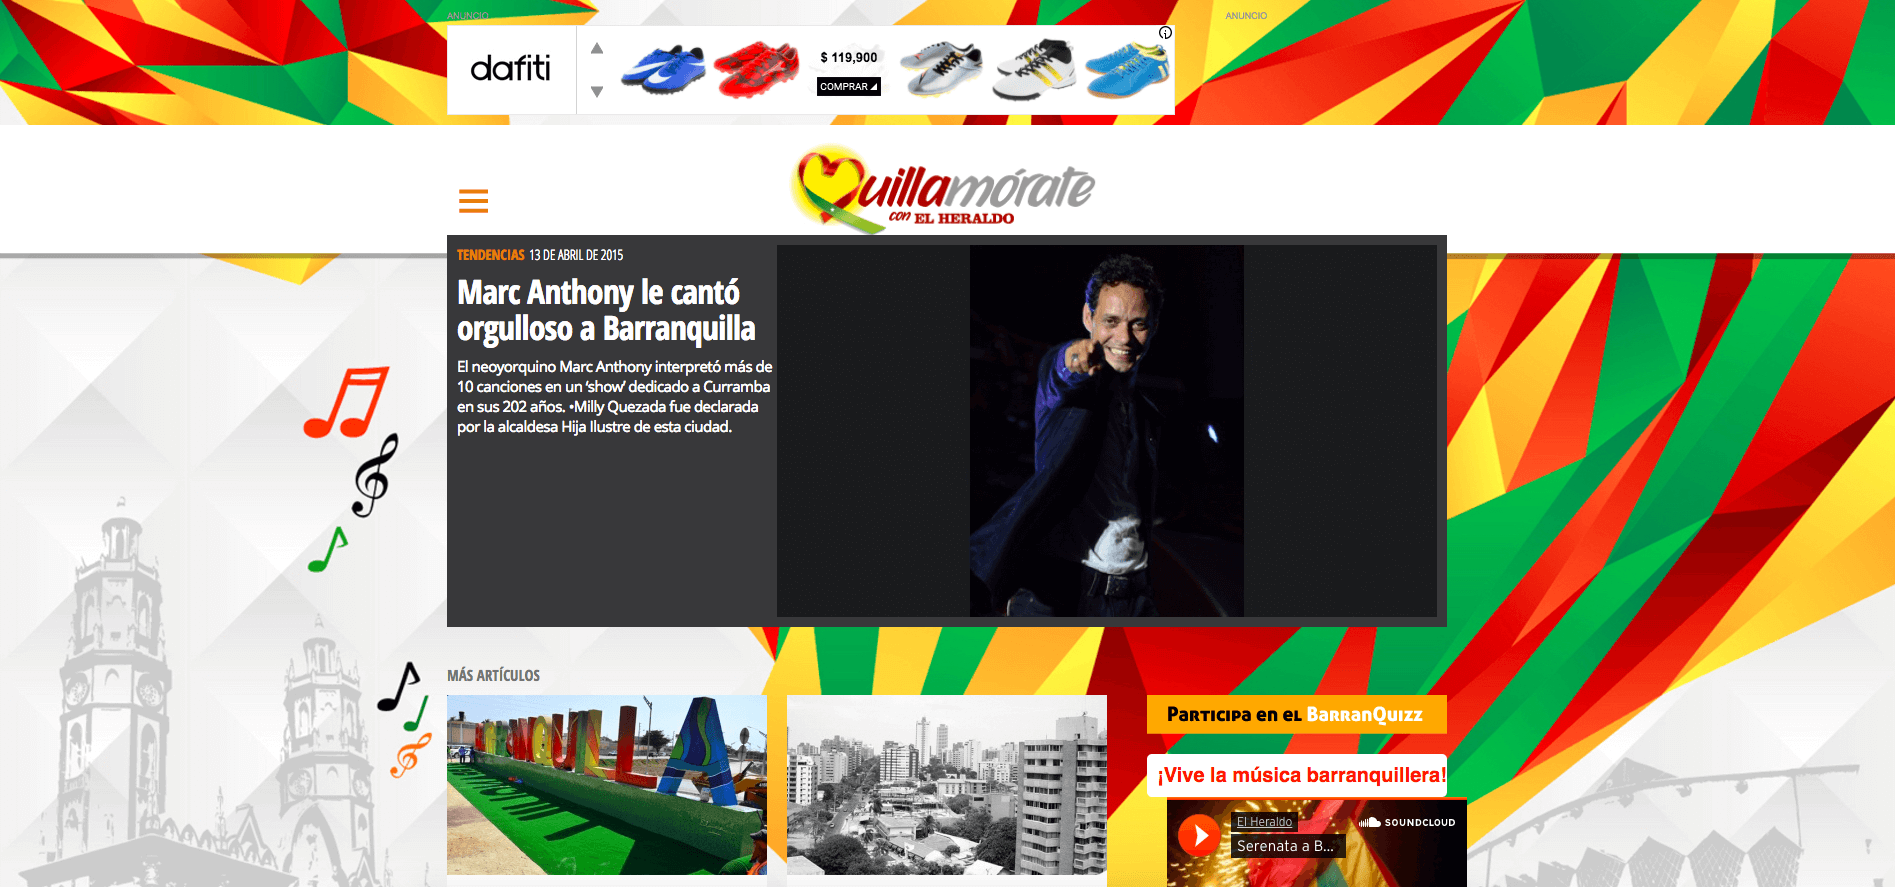 ANUNCIO
ANUNCIO
dafiti
$ 119,900
COMPRAR
Quillamórate
con EL HERALDO
TENDENCIAS 13 DE ABRIL DE 2015
Marc Anthony le cantó
orgulloso a Barranquilla
El neoyorquino Marc Anthony interpretó más de
10 canciones en un ‘show’ dedicado a Curramba
en sus 202 años. •Milly Quezada fue declarada
por la alcaldesa Hija Ilustre de esta ciudad.
MÁS ARTÍCULOS
Participa en el BarranQuizz
¡Vive la música barranquillera!
El Heraldo
SOUNDCLOUD
Serenata a B...